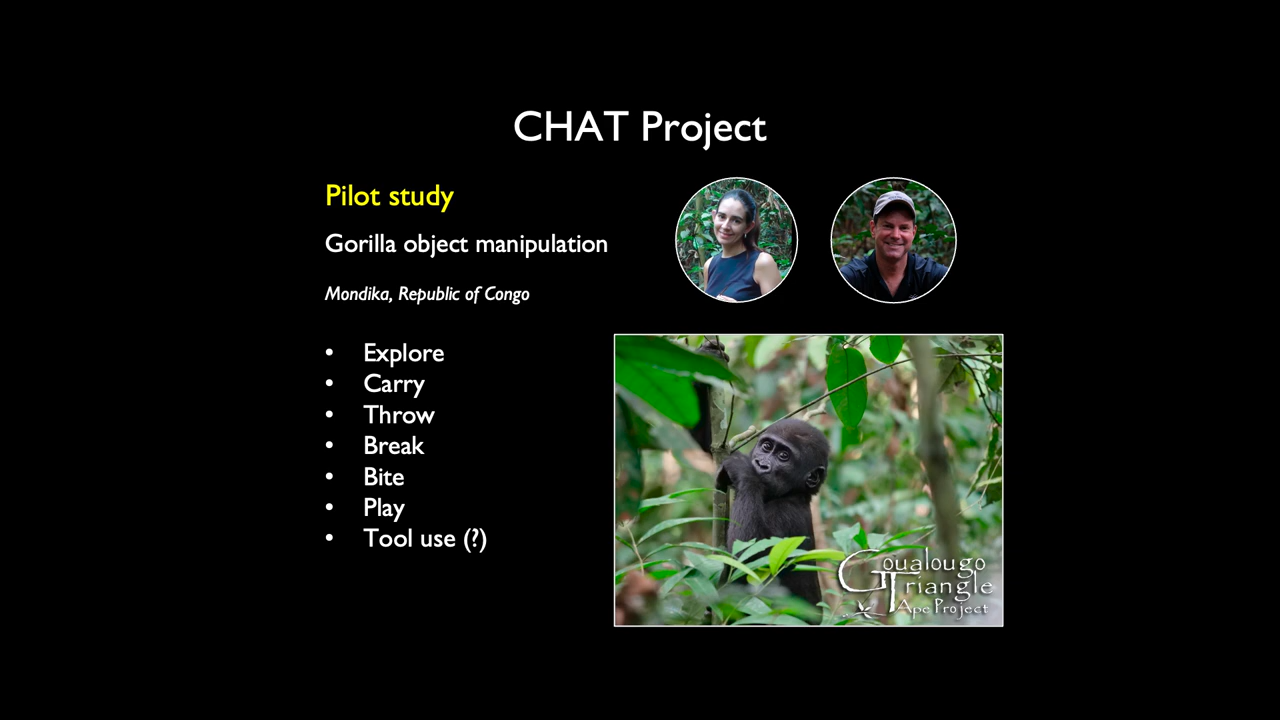 CHAT Project
Pilot study
Gorilla object manipulation
Mondika, Republic of Congo
• Explore
• Carry
• Throw
• Break
• Bite
• Play
• Tool use (?)
Goualougo
Triangle
Ape Project